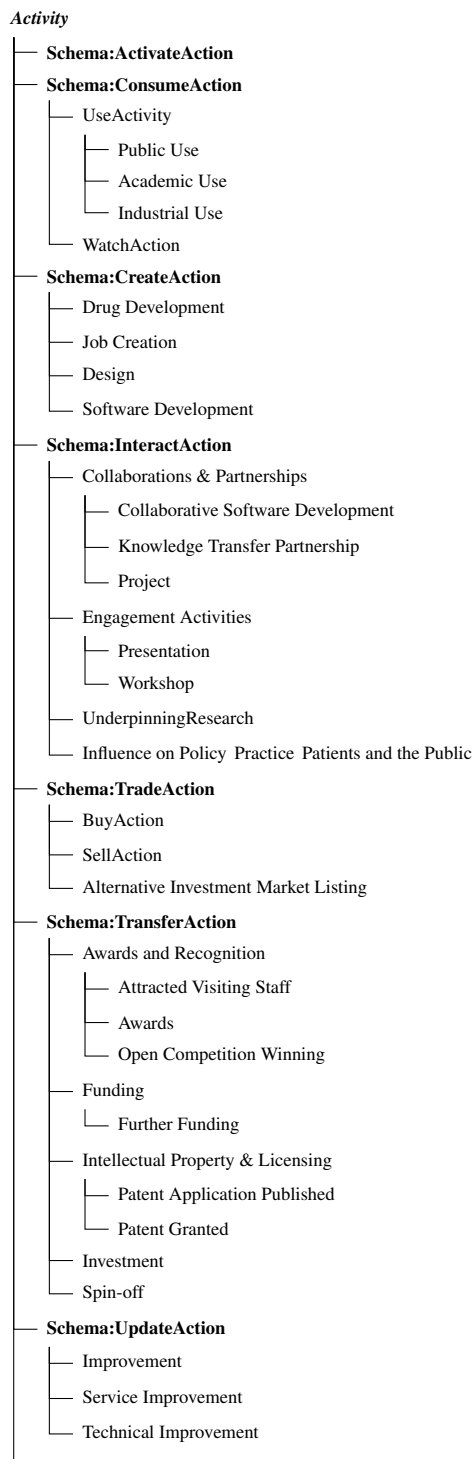 Activity
Schema:ActivateAction
Schema:ConsumeAction
UseActivity
Public Use
Academic Use
Industrial Use
WatchAction
Schema:CreateAction
Drug Development
Job Creation
Design
Software Development
Schema:InteractAction
Collaborations & Partnerships
Collaborative Software Development
Knowledge Transfer Partnership
Project
Engagement Activities
Presentation
Workshop
UnderpinningResearch
Influence on Policy Practice Patients and the Public
Schema:TradeAction
BuyAction
SellAction
Alternative Investment Market Listing
Schema:TransferAction
Awards and Recognition
Attracted Visiting Staff
Awards
Open Competition Winning
Funding
Further Funding
Intellectual Property & Licensing
Patent Application Published
Patent Granted
Investment
Spin-off
Schema:UpdateAction
Improvement
Service Improvement
Technical Improvement